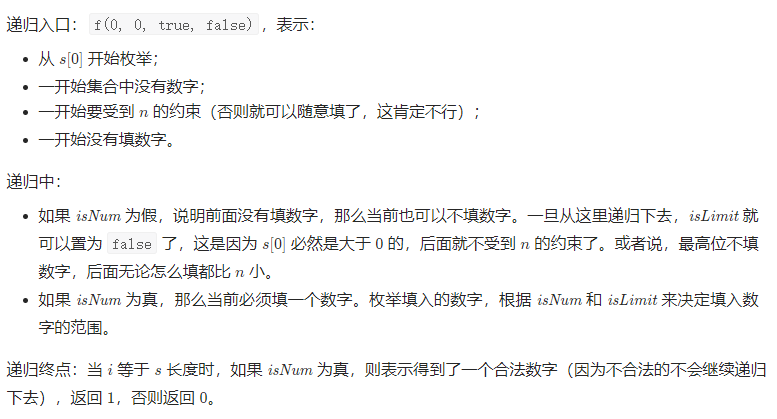 递归入口：f(0, 0, true, false)，表示：
• 从 s[0] 开始枚举；
• 一开始集合中没有数字；
• 一开始要受到 n 的约束（否则就可以随意填了，这肯定不行）；
• 一开始没有填数字。
递归中：
• 如果 isNum 为假，说明前面没有填数字，那么当前也可以不填数字。一旦从这里递归下去，isLimit 就
可以置为 false 了，这是因为 s[0] 必然是大于 0 的，后面就不受到 n 的约束了。或者说，最高位不填
数字，后面无论怎么填都比 n 小。
• 如果 isNum 为真，那么当前必须填一个数字。枚举填入的数字，根据 isNum 和 isLimit 来决定填入数
字的范围。
递归终点：当 i 等于 s 长度时，如果 isNum 为真，则表示得到了一个合法数字（因为不合法的不会继续递归
下去），返回 1，否则返回 0。